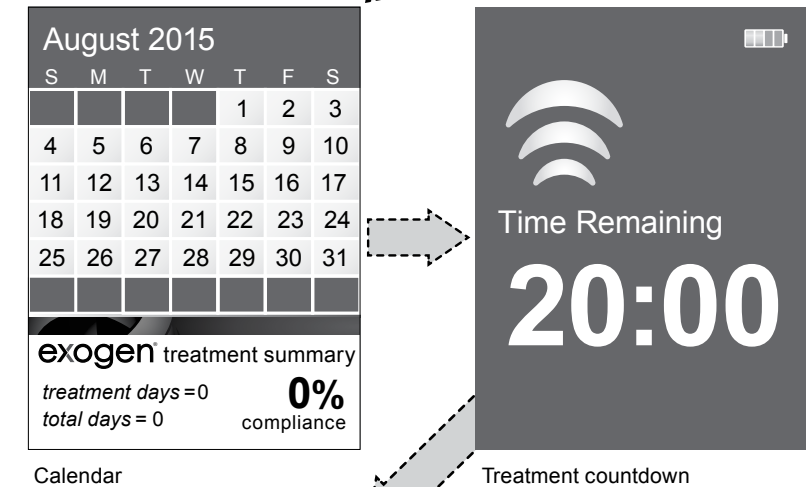 August 2015
S M T W T F S
1 2 3
4 5 6 7 8 9 10
11 12 13 14 15 16 17
18 19 20 21 22 23 24
25 26 27 28 29 30 31
exogen® treatment summary
treatment days = 0
total days = 0
0%
compliance
Calendar
Time Remaining
20:00
Treatment countdown